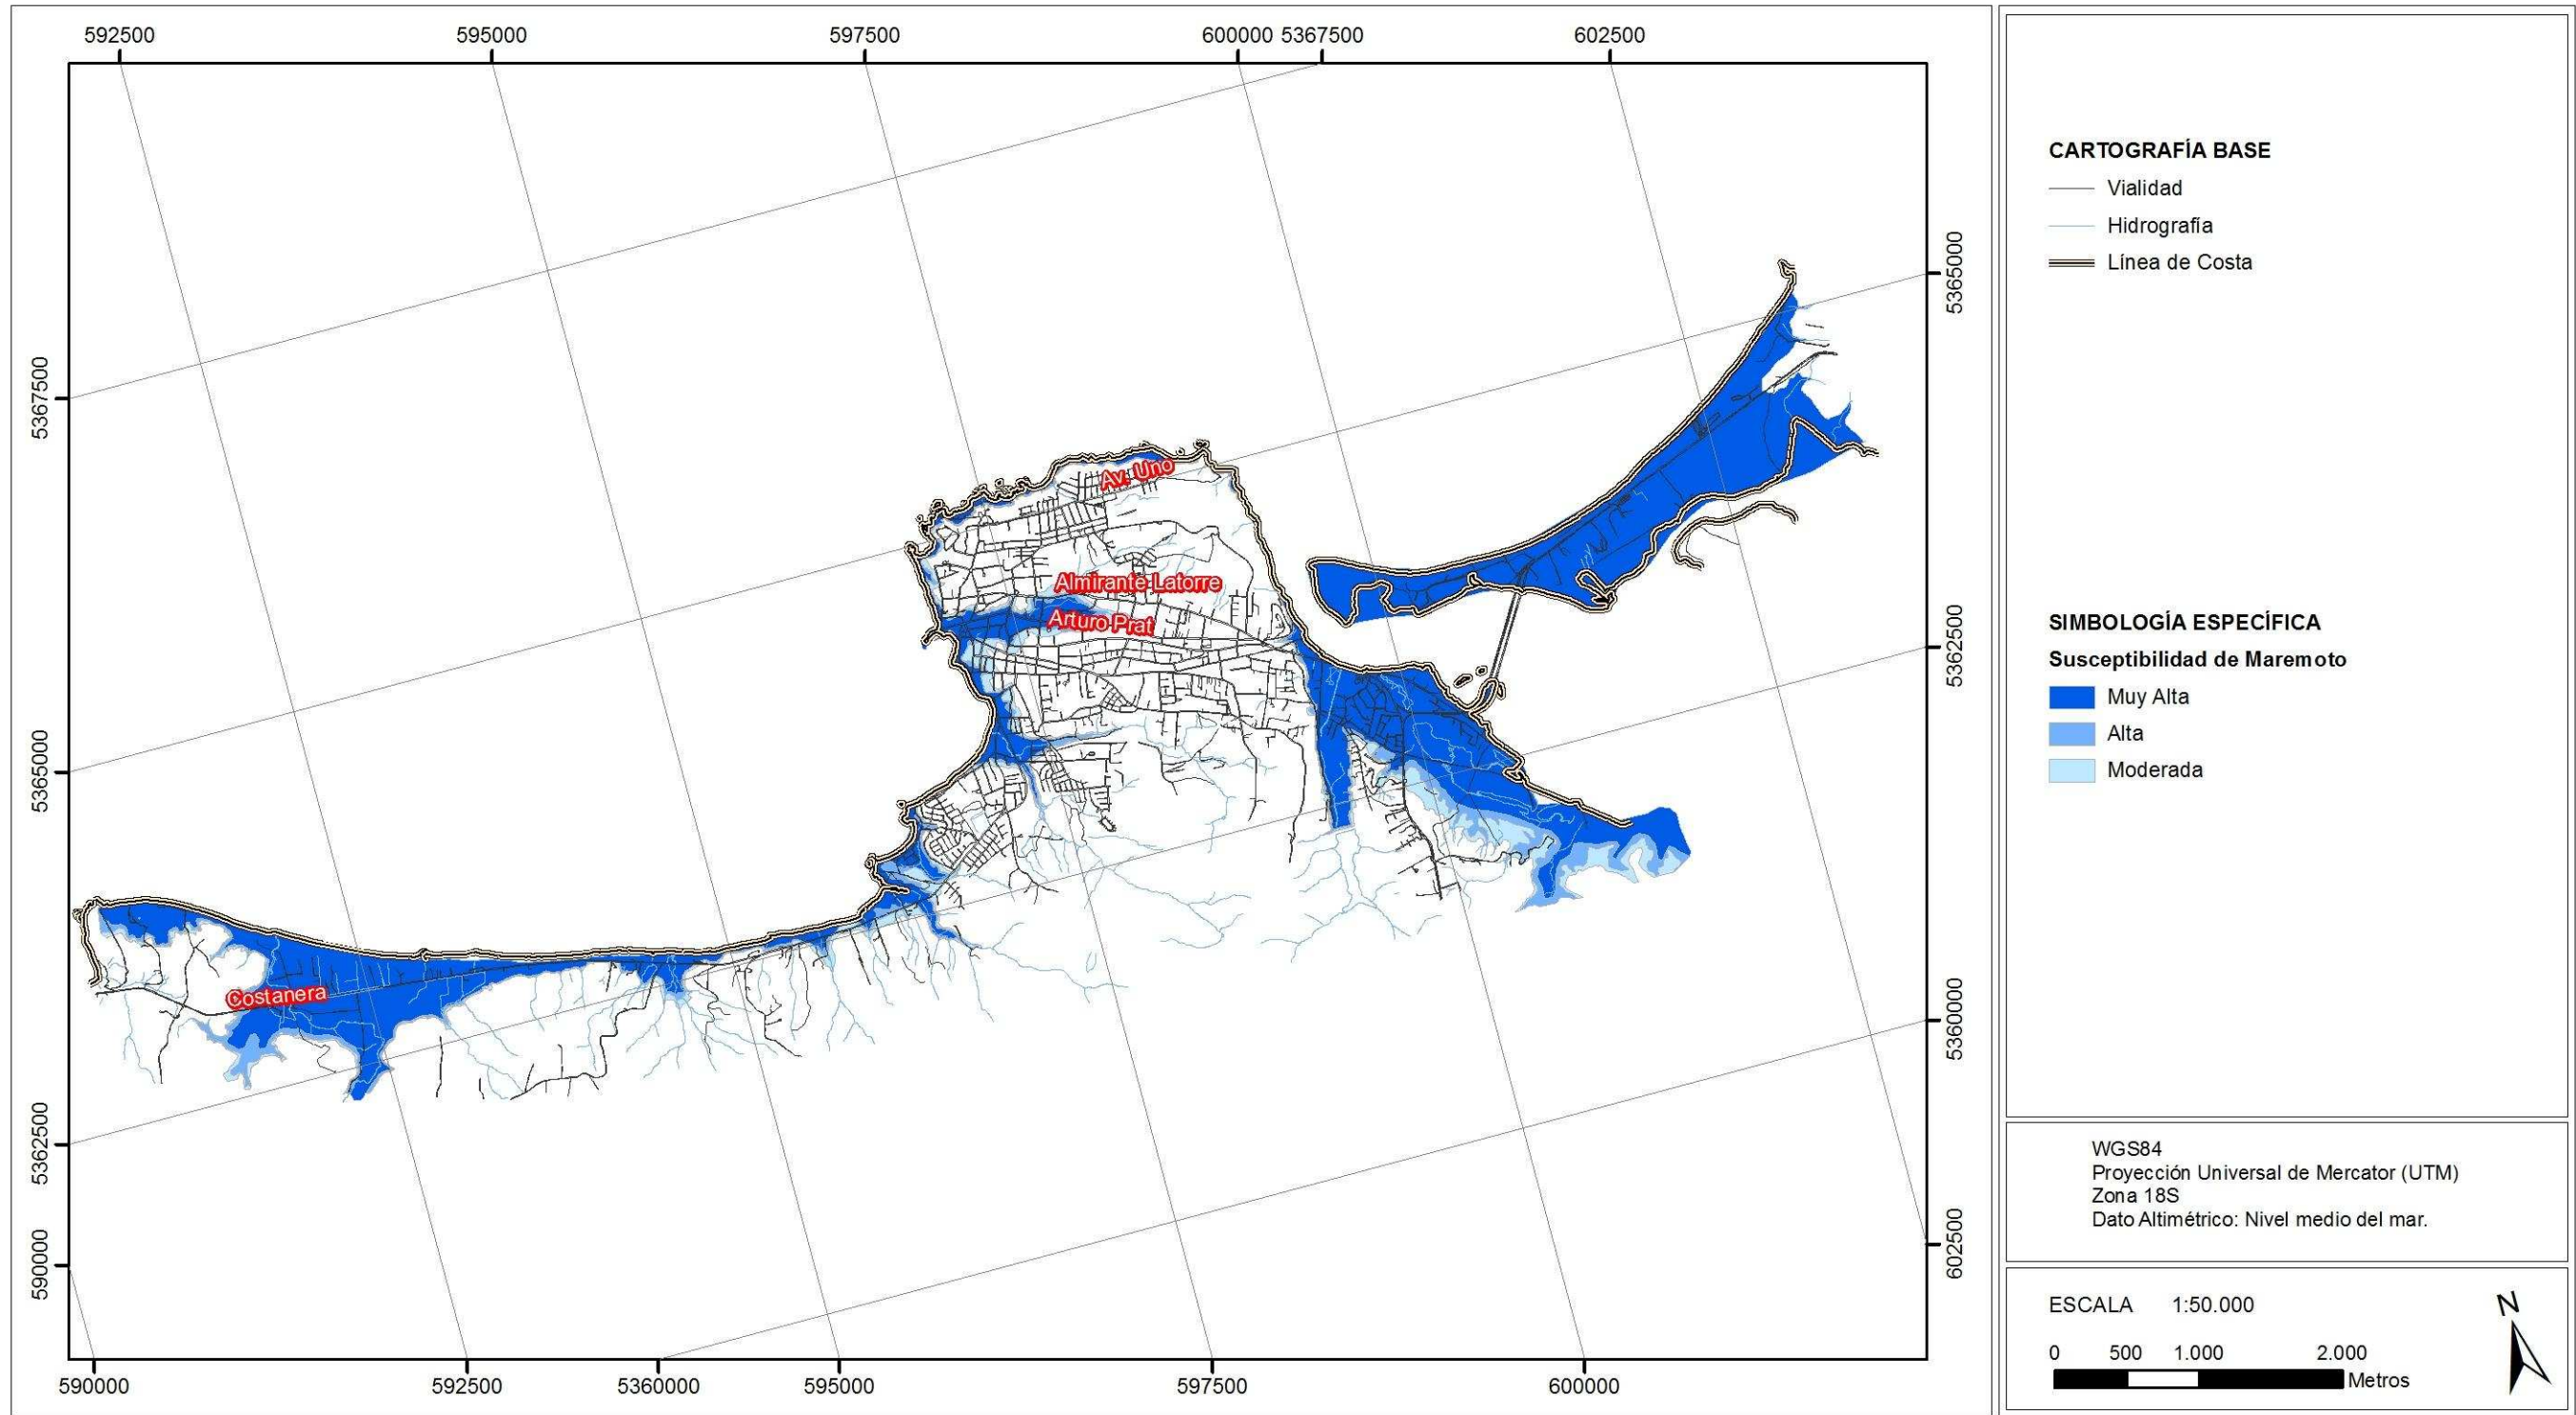 592500 595000 597500 600000 5367500 602500
5367500
5365000
5362500
590000
5365000
5362500
5360000
602500
590000 592500 5360000 595000 597500 600000
Av. Uno
Almirante Latorre
Arturo Prat
Costanera
CARTOGRAFÍA BASE
Vialidad
Hidrografía
Línea de Costa
SIMBOLOGÍA ESPECÍFICA
Susceptibilidad de Maremoto
Muy Alta
Alta
Moderada
WGS84
Proyección Universal de Mercator (UTM)
Zona 18S
Dato Altimétrico: Nivel medio del mar.
ESCALA 1:50.000
N
0 500 1.000 2.000
Metros